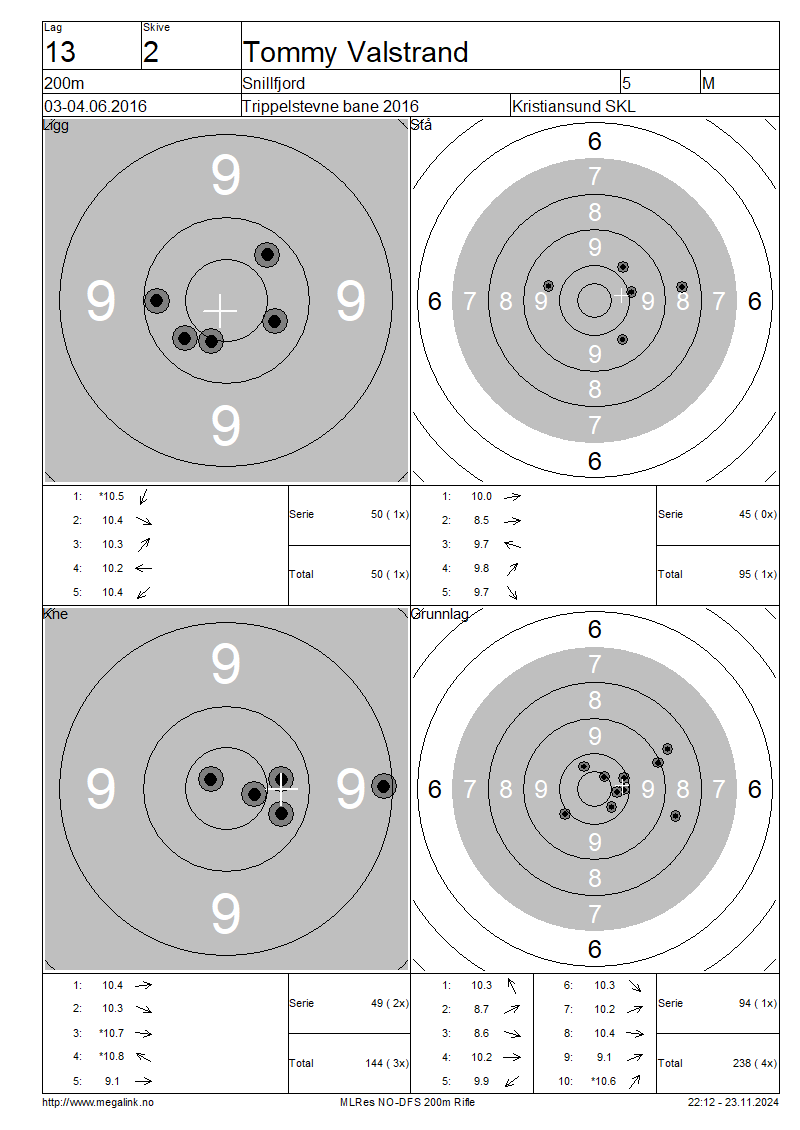 Lag Skive
13 2 Tommy Valstrand
200m Snillfjord 5 M
03-04.06.2016 Trippelstevne bane 2016 Kristiansund SKL
Ligg Stå
9
9 9
9
6
7
8
9
6 7 8 9 9 8 7 6
9
8
7
6
1: *10.5
2: 10.4
3: 10.3
4: 10.2
5: 10.4
Serie 50 ( 1x)
Total 50 ( 1x)
1: 10.0
2: 8.5
3: 9.7
4: 9.8
5: 9.7
Serie 45 ( 0x)
Total 95 ( 1x)
Kne Grunnlag
9
9 9
9
6
7
8
9
6 7 8 9 9 8 7 6
9
8
7
6
1: 10.4
2: 10.3
3: *10.7
4: *10.8
5: 9.1
Serie 49 ( 2x)
Total 144 ( 3x)
1: 10.3 6: 10.3
2: 8.7 7: 10.2
3: 8.6 8: 10.4
4: 10.2 9: 9.1
5: 9.9 10: *10.6
Serie 94 ( 1x)
Total 238 ( 4x)
http://www.megalink.no MLRes NO-DFS 200m Rifle 22:12 - 23.11.2024